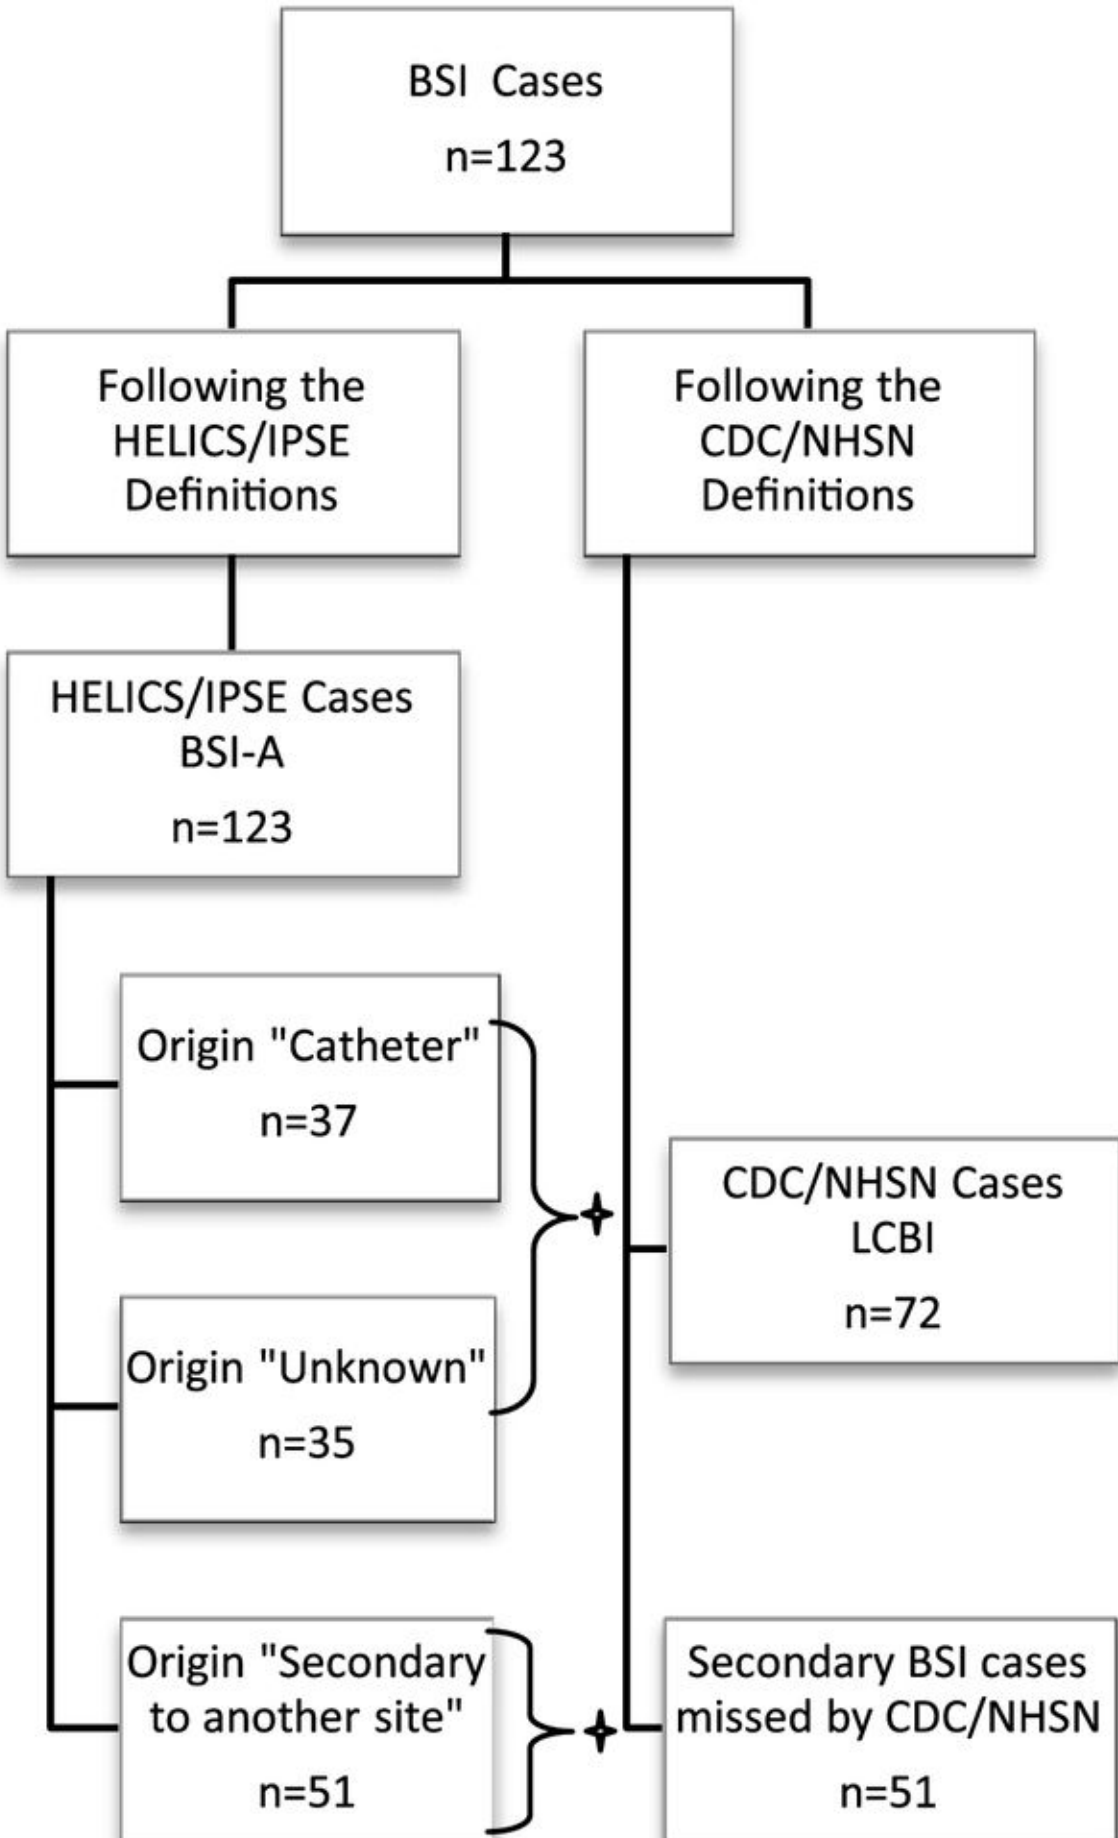 BSI Cases
n=123
Following the
HELICS/IPSE
Definitions
Following the
CDC/NHSN
Definitions
HELICS/IPSE Cases
BSI-A
n=123
Origin "Catheter"
n=37
CDC/NHSN Cases
LCBI
n=72
Origin "Unknown"
n=35
Origin "Secondary
to another site"
n=51
Secondary BSI cases
missed by CDC/NHSN
n=51